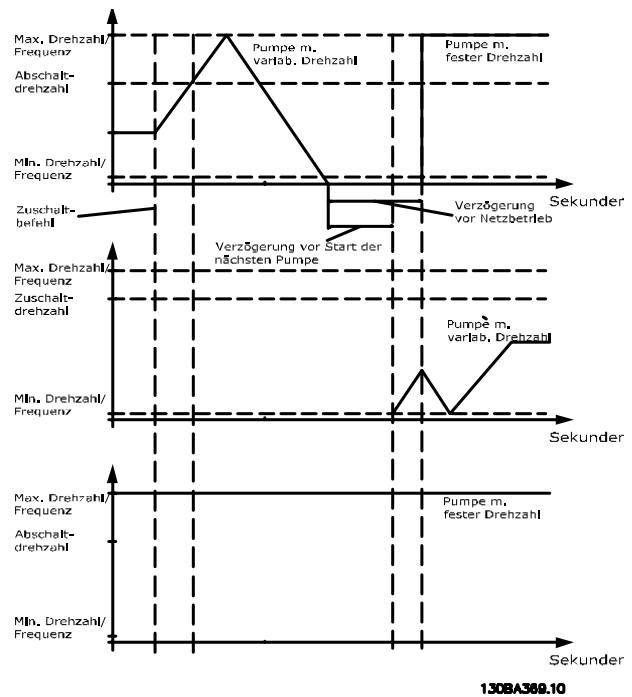 Max. Drehzahl/
Frequenz
Pumpe m.
variab. Drehzahl
Pumpe m.
fester Drehzahl
Abschalt-
drehzahl
Min. Drehzahl/
Frequenz
Sekunden
Zuschalt-
befehl
Verzögerung
vor Netzbetrieb
Verzögerung vor Start der
nächsten Pumpe
Max. Drehzahl/
Frequenz
Zuschalt-
drehzahl
Pumpe m.
variab. Drehzahl
Min. Drehzahl/
Frequenz
Sekunden
Max. Drehzahl/
Frequenz
Pumpe m.
fester Drehzahl
Abschalt-
drehzahl
Min. Drehzahl/
Frequenz
Sekunden
130BA369.10